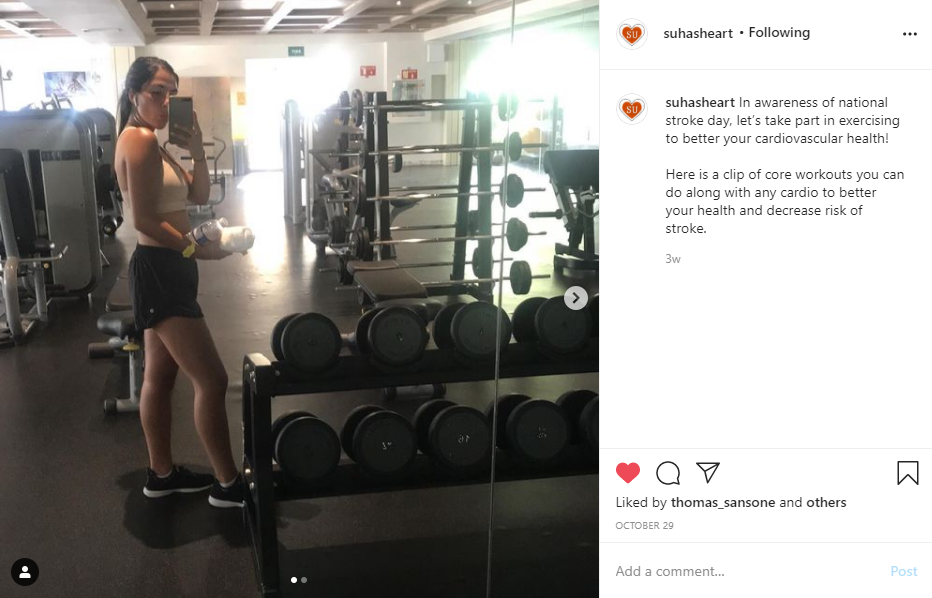 suhasheart • Following
suhasheart In awareness of national
stroke day, let's take part in exercising
to better your cardiovascular health!
Here is a clip of core workouts you can
do along with any cardio to better
your health and decrease risk of
stroke.
3w
Liked by thomas_sansone and others
OCTOBER 29
Add a comment...
Post
SU
SU